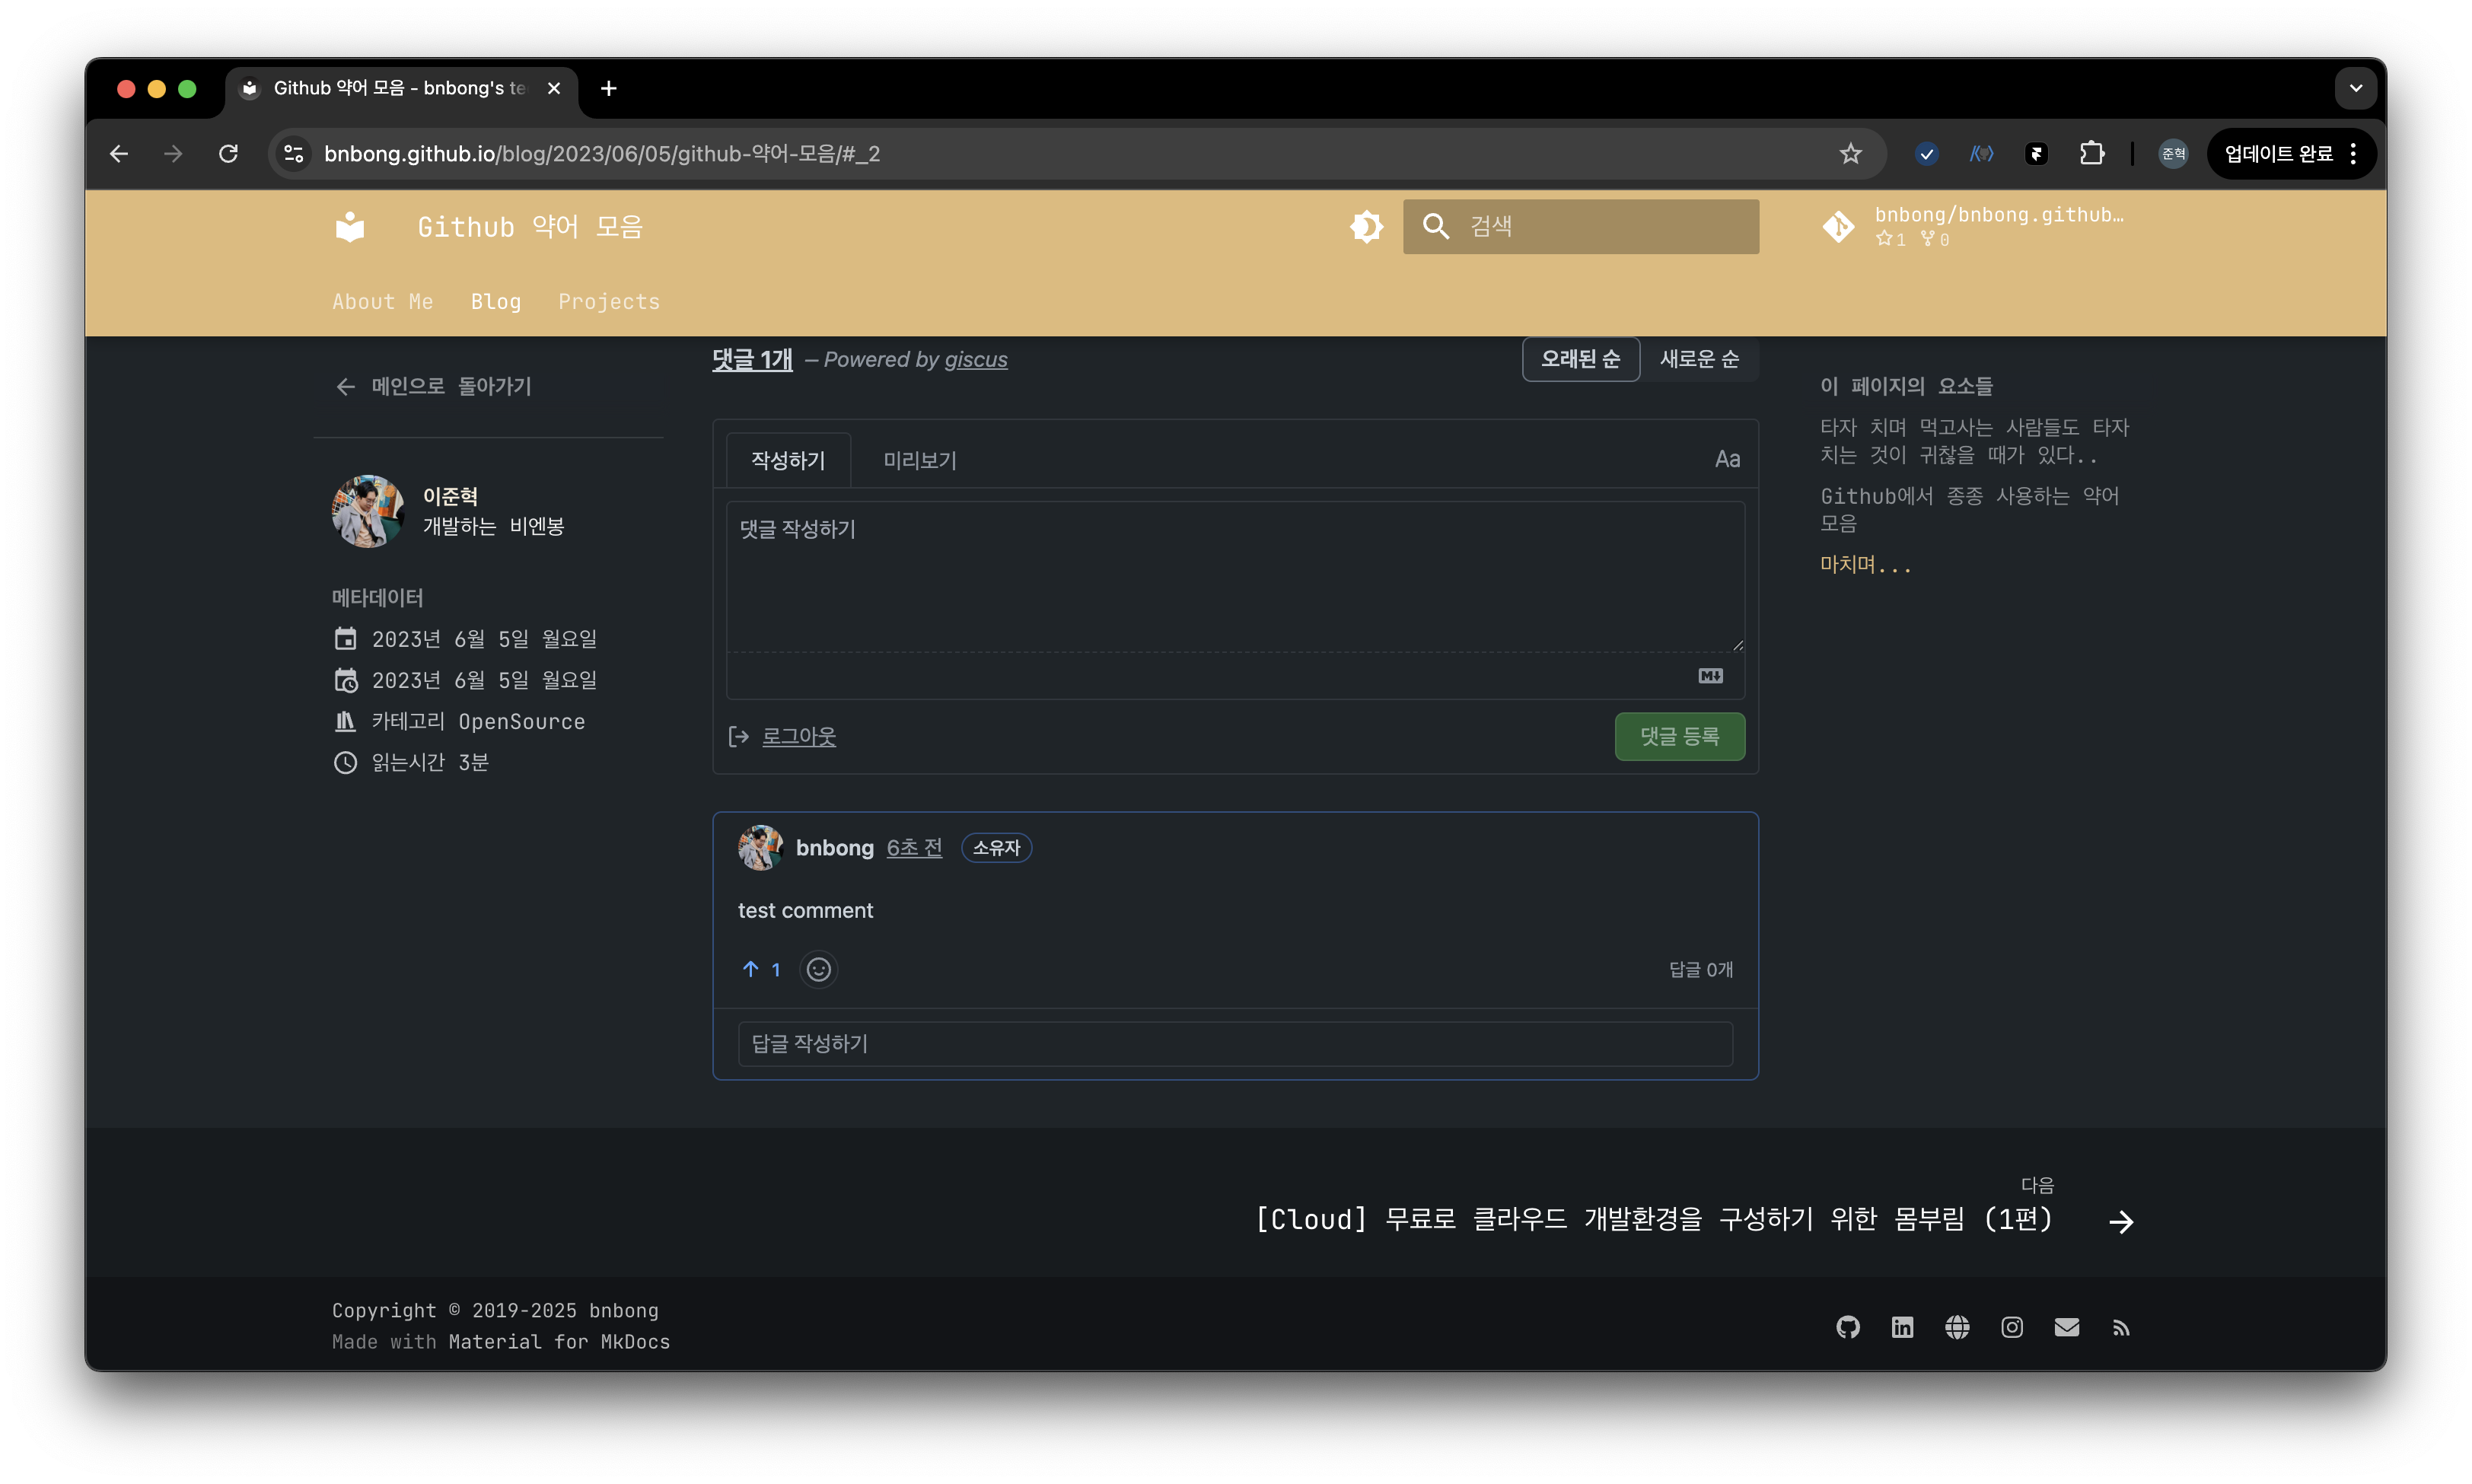 Github 약어 모음 - bnbong's te
bnbong.github.io/blog/2023/06/05/github-약어-모음/#_2
준혁
업데이트 완료
Github 약어 모음
검색
bnbong/bnbong.github…
1 0
About Me Blog Projects
메인으로 돌아가기
이준혁
개발하는 비엔봉
메타데이터
2023년 6월 5일 월요일
2023년 6월 5일 월요일
카테고리 OpenSource
읽는시간 3분
댓글 1개 – Powered by giscus
오래된 순 새로운 순
작성하기 미리보기 Aa
댓글 작성하기
M↓
로그아웃 댓글 등록
bnbong 6초 전 소유자
test comment
1
답글 0개
답글 작성하기
이 페이지의 요소들
타자 치며 먹고사는 사람들도 타자
치는 것이 귀찮을 때가 있다..
Github에서 종종 사용하는 약어
모음
마치며...
다음
[Cloud] 무료로 클라우드 개발환경을 구성하기 위한 몸부림 (1편)
Copyright © 2019-2025 bnbong
Made with Material for MkDocs